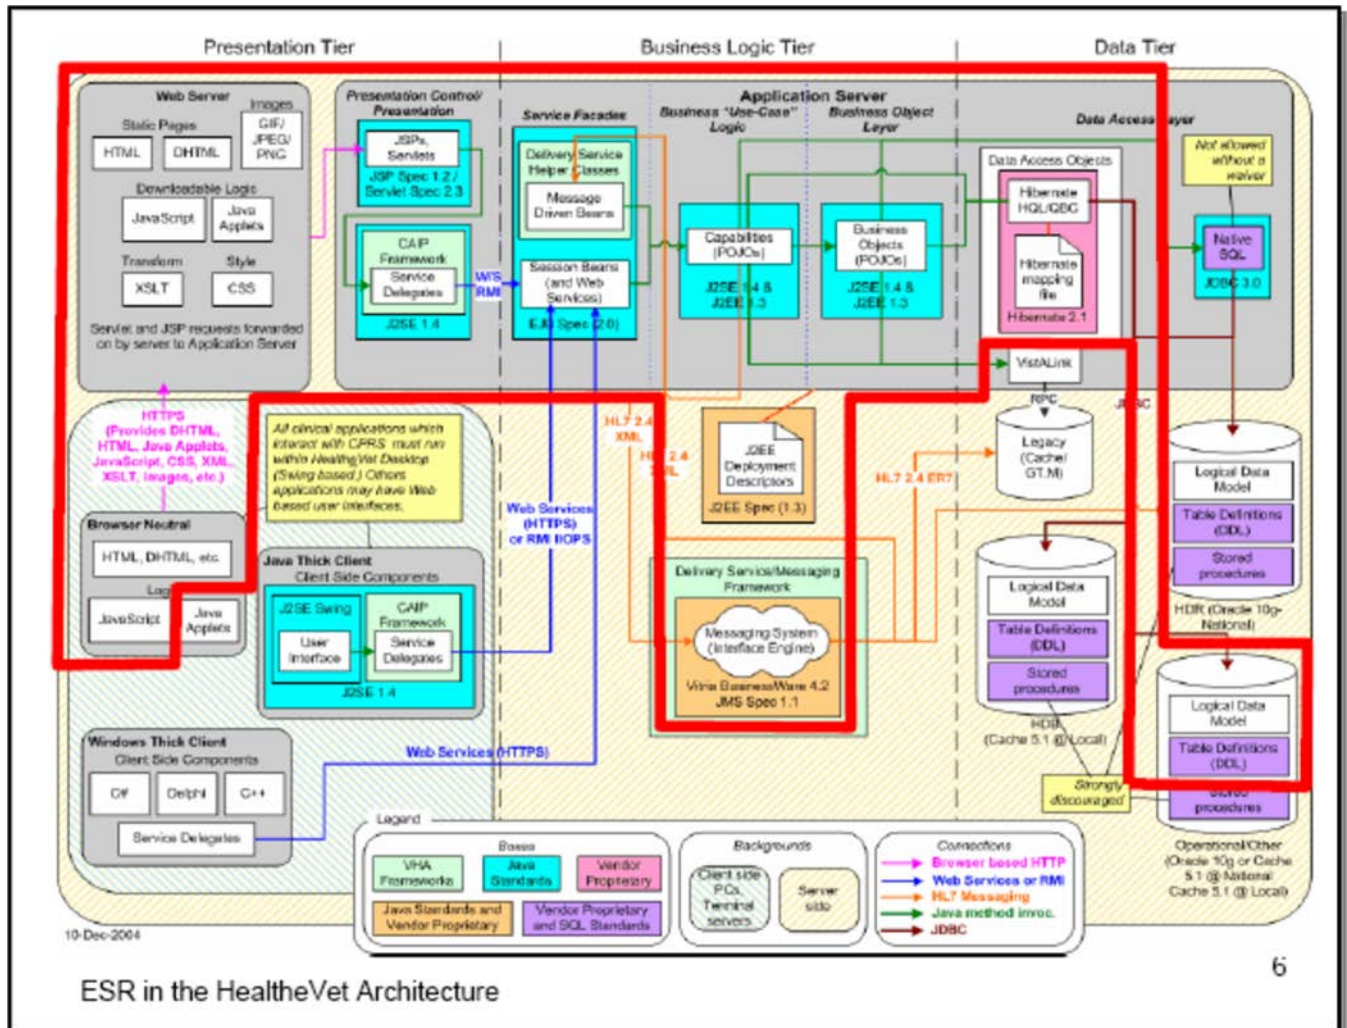 Presentation Tier
Business Logic Tier
Data Tier
Web Server
Static Pages
HTML
DHTML
Images
GIF/
JPEG/
PNG
Downloadable Logic
JavaScript
Java
Applets
Transform
Style
XSLT
CSS
Servlet and JSP requests forwarded
on by server to Application Server
Application Server
Presentation Control/
Presentation
JSPs,
Servlets
JSP Spec 1.2 /
Servlet Spec 2.3
CAIP
Framework
Service
Delegates
J2SE 1.4
W/S
RMI
Service Facades
Delivery Service
Helper Classes
Message
Driven Beans
Session Beans
(and Web
Services)
EJB Spec (2.0)
Business "Use-Case"
Logic
Capabilities
(POJOs)
J2SE 1.4 &
J2EE 1.3
Business Object
Layer
Business
Objects
(POJOs)
J2SE 1.4 &
J2EE 1.3
Data Access Layer
Data Access Objects
Hibernate
HQL/QBC
Hibernate
mapping
file
Hibernate 2.1
Not allowed
without a
waiver
Native
SQL
JDBC 3.0
VistALink
RPC
JDBC
HTTPS
(Provides DHTML,
HTML, Java Applets,
JavaScript, CSS, XML,
XSLT, Images, etc.)
All clinical applications which
interact with CPRS must run
within HealtheVet Desktop
(Swing based.) Others
applications may have Web
based user interfaces.
Browser Neutral
HTML, DHTML, etc.
JavaScript
Java
Applets
Java Thick Client
Client Side Components
J2SE Swing
User
Interface
CAIP
Framework
Service
Delegates
J2SE 1.4
Web Services
(HTTPS)
or RMI IIOPS
HL7 2.4
XML
HL7 2.4
J2EE
Deployment
Descriptors
J2EE Spec (1.3)
HL7 2.4 ER7
Legacy
(Cache/
GT.M)
Delivery Service/Messaging
Framework
Messaging System
(Interface Engine)
Vitria BusinessWare 4.2
JMS Spec 1.1
Logical Data
Model
Table Definitions
(DDL)
Stored
procedures
HDR
(Cache 5.1 @ Local)
Logical Data
Model
Table Definitions
(DDL)
Stored
procedures
HDR (Oracle 10g-
National)
Logical Data
Model
Table Definitions
(DDL)
Stored
procedures
Operational/Other
(Oracle 10g or Cache
5.1 @ National
Cache 5.1 @ Local)
Strongly
discouraged
Windows Thick Client
Client Side Components
C#
Delphi
C++
Service Delegates
Web Services (HTTPS)
Legend
Boxes
VHA
Frameworks
Java
Standards
Vendor
Proprietary
Java Standards and
Vendor Proprietary
Vendor Proprietary
and SQL Standards
Backgrounds
Client side
PCs,
Terminal
servers
Server
side
Connections
Browser based HTTP
Web Services or RMI
HL7 Messaging
Java method invoc.
JDBC
10-Dec-2004
6
ESR in the HealtheVet Architecture